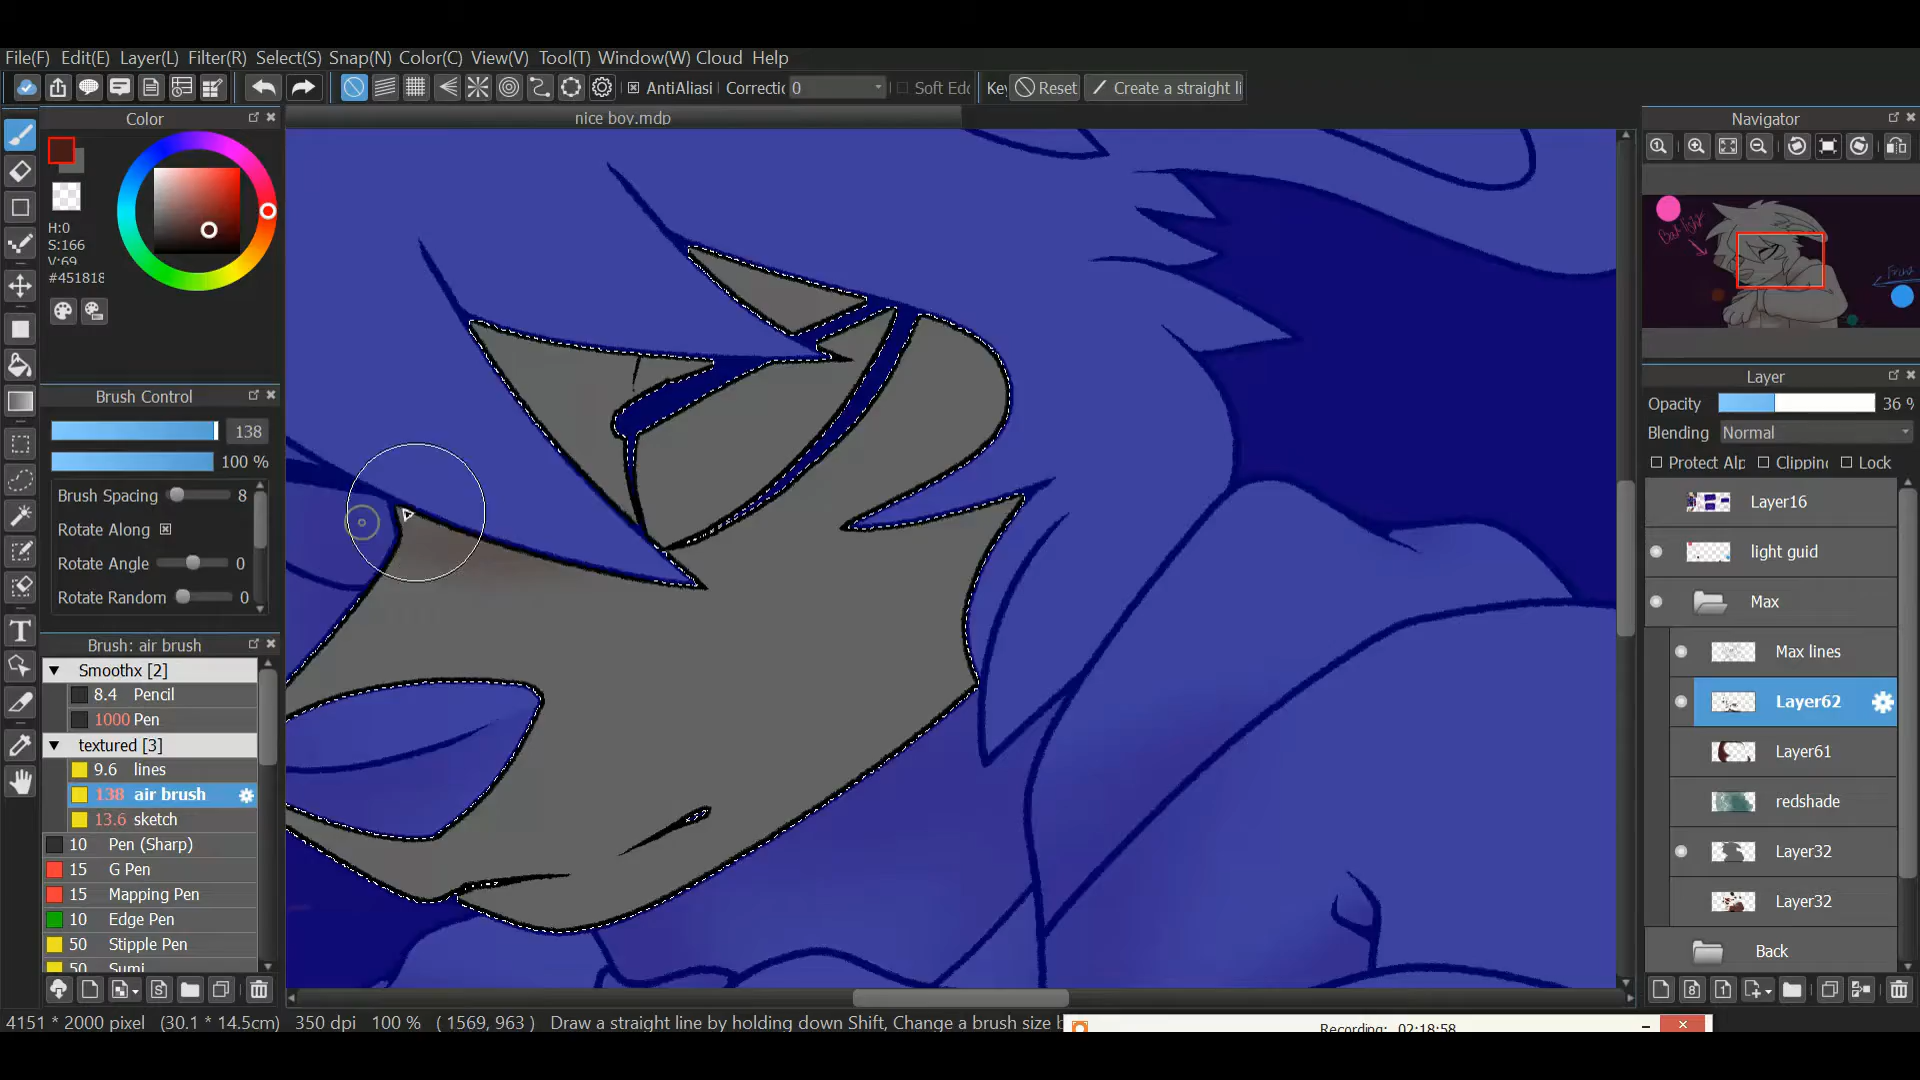 File(F) Edit(E) Layer(L) Filter(R) Select(S) Snap(N) Color(C) View(V) Tool(T) Window(W) Cloud Help
AntiAliasi Correctic 0 Soft Edg Key Reset Create a straight li
Color
nice boy.mdp
Navigator
H:0
S:166
V:69
#451818
Back light
Layer
Brush Control
Opacity 36 %
138
Blending Normal
100 %
Protect Alp Clippin Lock
Brush Spacing 8
Layer16
Rotate Along
light guid
Rotate Angle 0
Max
Rotate Random 0
Brush: air brush
Max lines
Smoothx [2]
8.4 Pencil
Layer62
1000 Pen
textured [3]
Layer61
9.6 lines
138 air brush
redshade
13.6 sketch
10 Pen (Sharp)
Layer32
15 G Pen
15 Mapping Pen
Layer32
10 Edge Pen
50 Stipple Pen
Back
50 Sumi
4151 * 2000 pixel (30.1 * 14.5cm) 350 dpi 100 % ( 1569, 963 ) Draw a straight line by holding down Shift, Change a brush size b
Recording: 02:18:58